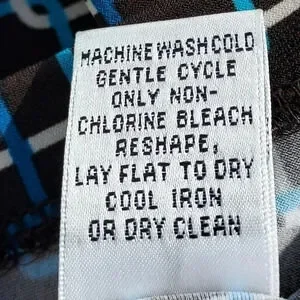 MACHINE WASH COLD
GENTLE CYCLE
ONLY NON-
CHLORINE BLEACH
RESHAPE,
LAY FLAT TO DRY
COOL IRON
OR DRY CLEAN